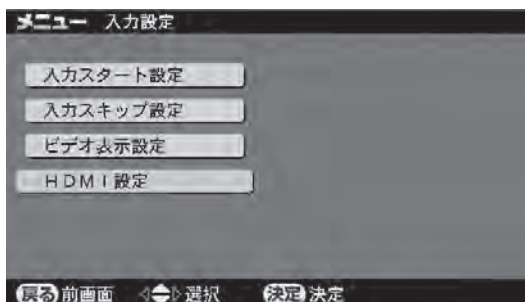 メニュー 入力設定
入力スタート設定
入力スキップ設定
ビデオ表示設定
HDMI設定
戻る 前画面 選択 決定 決定